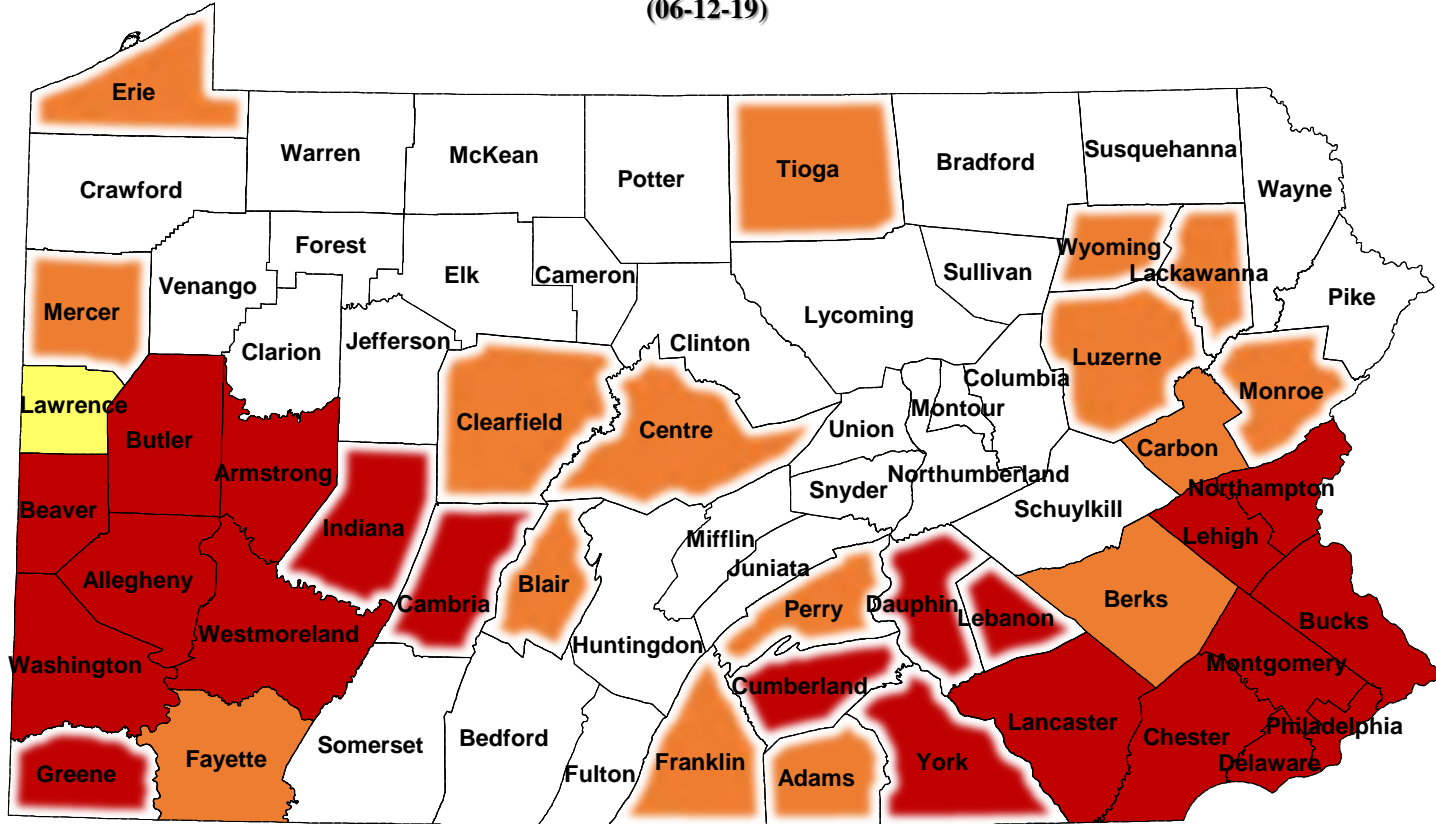 (06-12-19)
Erie
Warren
McKean
Potter
Tioga
Bradford
Susquehanna
Wayne
Crawford
Forest
Elk
Cameron
Sullivan
Wyoming
Lackawanna
Venango
Pike
Mercer
Lycoming
Clarion
Jefferson
Clinton
Luzerne
Columbia
Monroe
Lawrence
Butler
Clearfield
Centre
Union
Montour
Carbon
Armstrong
Northumberland
Snyder
Northampton
Beaver
Indiana
Schuylkill
Mifflin
Lehigh
Juniata
Allegheny
Blair
Cambria
Perry
Dauphin
Lebanon
Berks
Bucks
Westmoreland
Huntingdon
Washington
Cumberland
Montgomery
Lancaster
Philadelphia
Somerset
Bedford
Chester
Fayette
Greene
Fulton
Franklin
Adams
York
Delaware